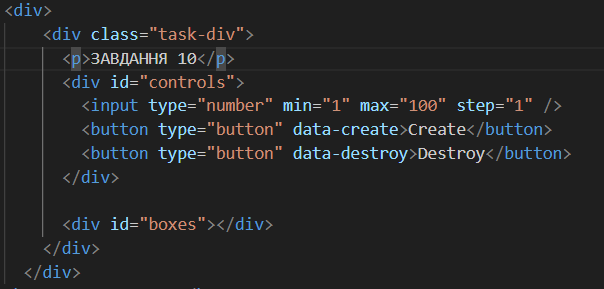 <div>
<div class="task-div">
<p>ЗАВДАННЯ 10</p>
<div id="controls">
<input type="number" min="1" max="100" step="1" />
<button type="button" data-create>Create</button>
<button type="button" data-destroy>Destroy</button>
</div>
<div id="boxes"></div>
</div>
</div>